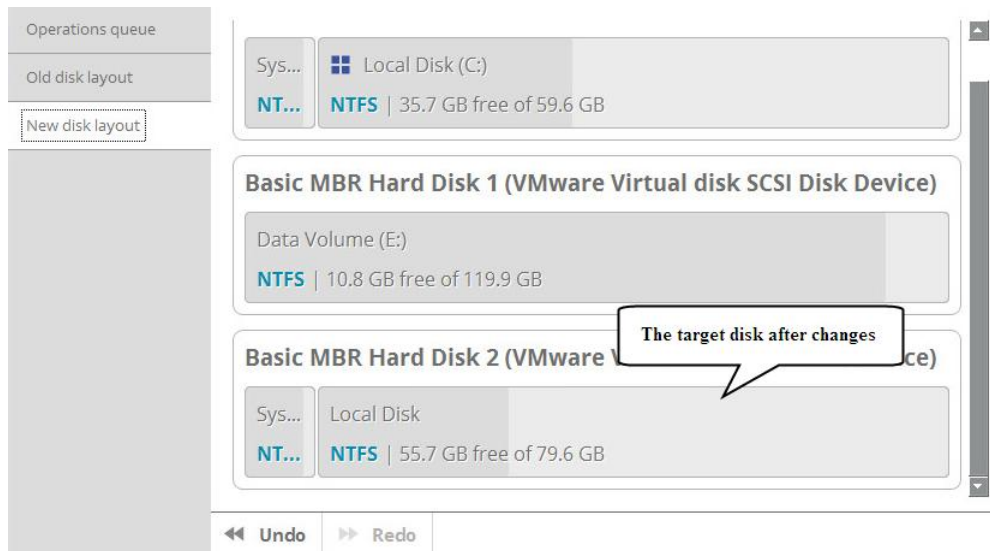 Operations queue
Old disk layout
New disk layout
Sys... Local Disk (C:)
NT... NTFS | 35.7 GB free of 59.6 GB
Basic MBR Hard Disk 1 (VMware Virtual disk SCSI Disk Device)
Data Volume (E:)
NTFS | 10.8 GB free of 119.9 GB
The target disk after changes
Basic MBR Hard Disk 2 (VMware ce)
Sys... Local Disk
NT... NTFS | 55.7 GB free of 79.6 GB
Undo Redo